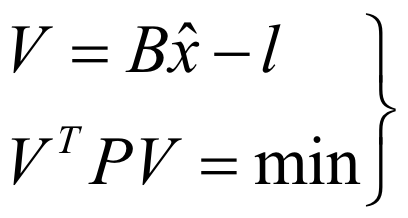 V = Bx̂ − l
V^T PV = min